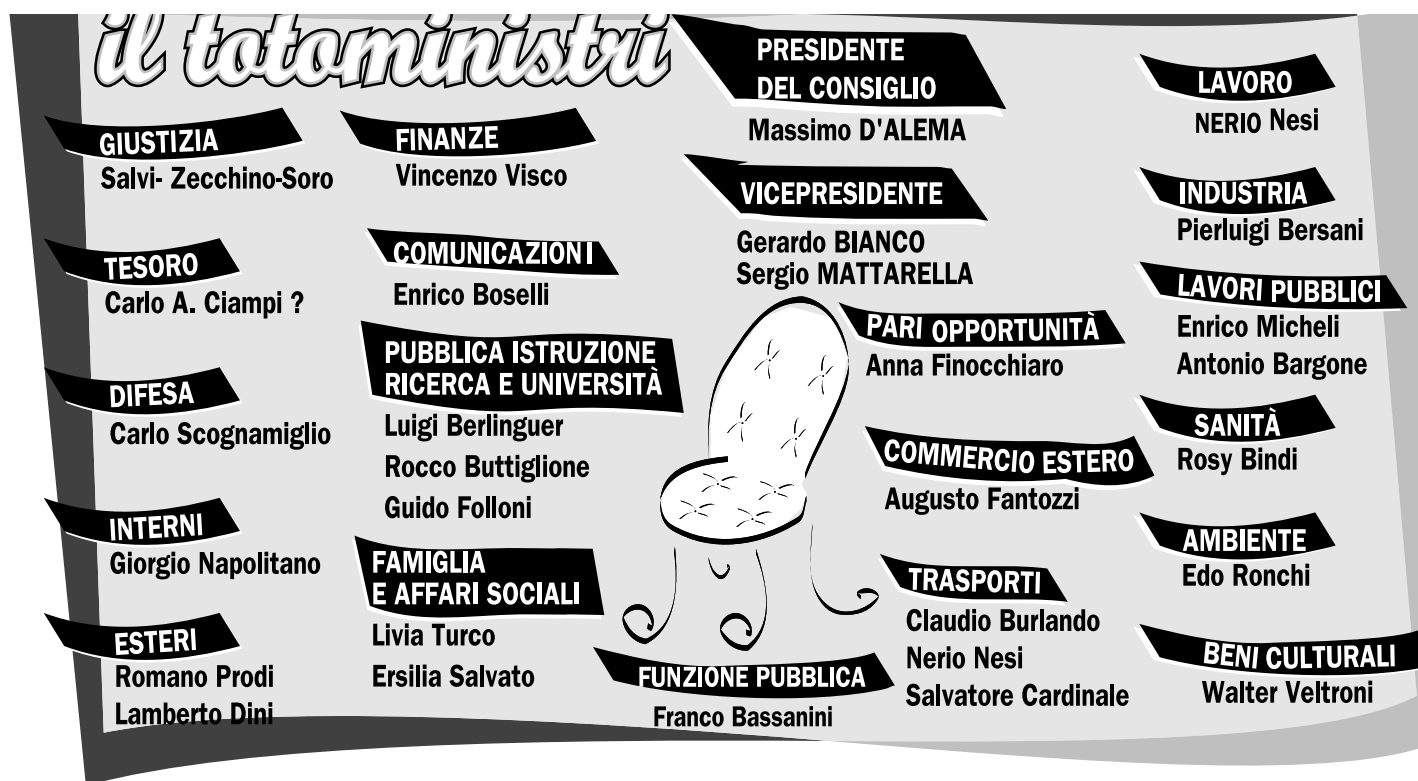 il totoministri
GIUSTIZIA
Salvi- Zecchino-Soro
TESORO
Carlo A. Ciampi ?
DIFESA
Carlo Scognamiglio
INTERNI
Giorgio Napolitano
ESTERI
Romano Prodi
Lamberto Dini
FINANZE
Vincenzo Visco
COMUNICAZIONI
Enrico Boselli
PUBBLICA ISTRUZIONE
RICERCA E UNIVERSITÀ
Luigi Berlinguer
Rocco Buttiglione
Guido Folloni
FAMIGLIA
E AFFARI SOCIALI
Livia Turco
Ersilia Salvato
PRESIDENTE
DEL CONSIGLIO
Massimo D'ALEMA
VICEPRESIDENTE
Gerardo BIANCO
Sergio MATTARELLA
PARI OPPORTUNITÀ
Anna Finocchiaro
COMMERCIO ESTERO
Augusto Fantozzi
TRASPORTI
Claudio Burlando
Nerio Nesi
Salvatore Cardinale
FUNZIONE PUBBLICA
Franco Bassanini
LAVORO
NERIO Nesi
INDUSTRIA
Pierluigi Bersani
LAVORI PUBBLICI
Enrico Micheli
Antonio Bargone
SANITÀ
Rosy Bindi
AMBIENTE
Edo Ronchi
BENI CULTURALI
Walter Veltroni